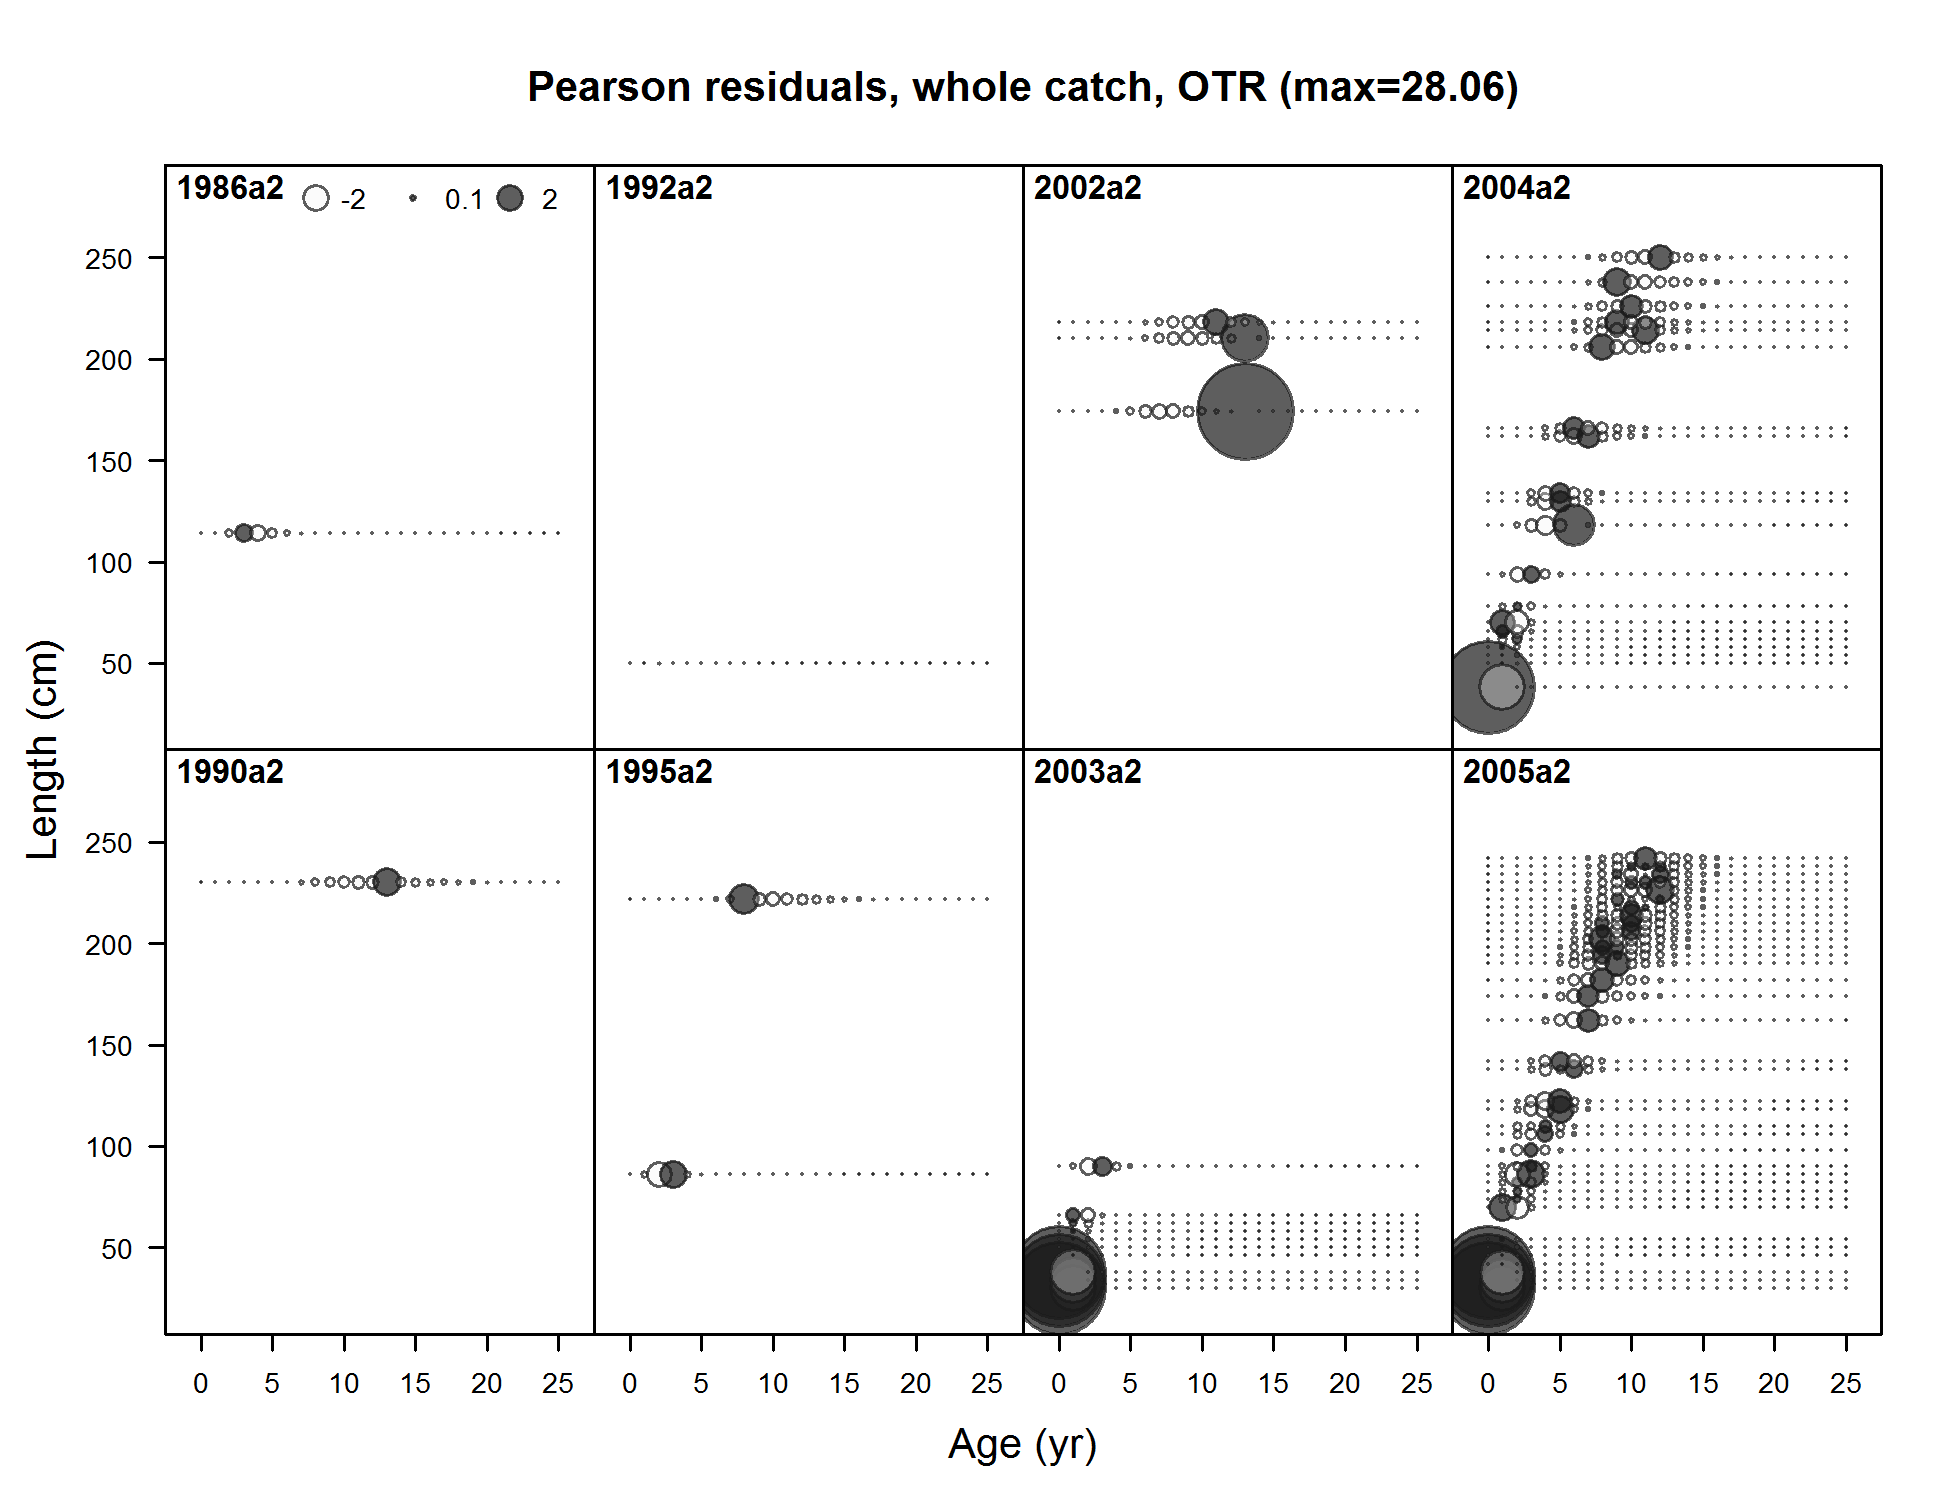 Pearson residuals, whole catch, OTR (max=28.06)
1986a2 -2 0.1 2
1992a2
2002a2
2004a2
250
200
150
100
50
1990a2
1995a2
2003a2
2005a2
250
200
150
100
50
Length (cm)
0 5 10 15 20 25 0 5 10 15 20 25 0 5 10 15 20 25 0 5 10 15 20 25
Age (yr)